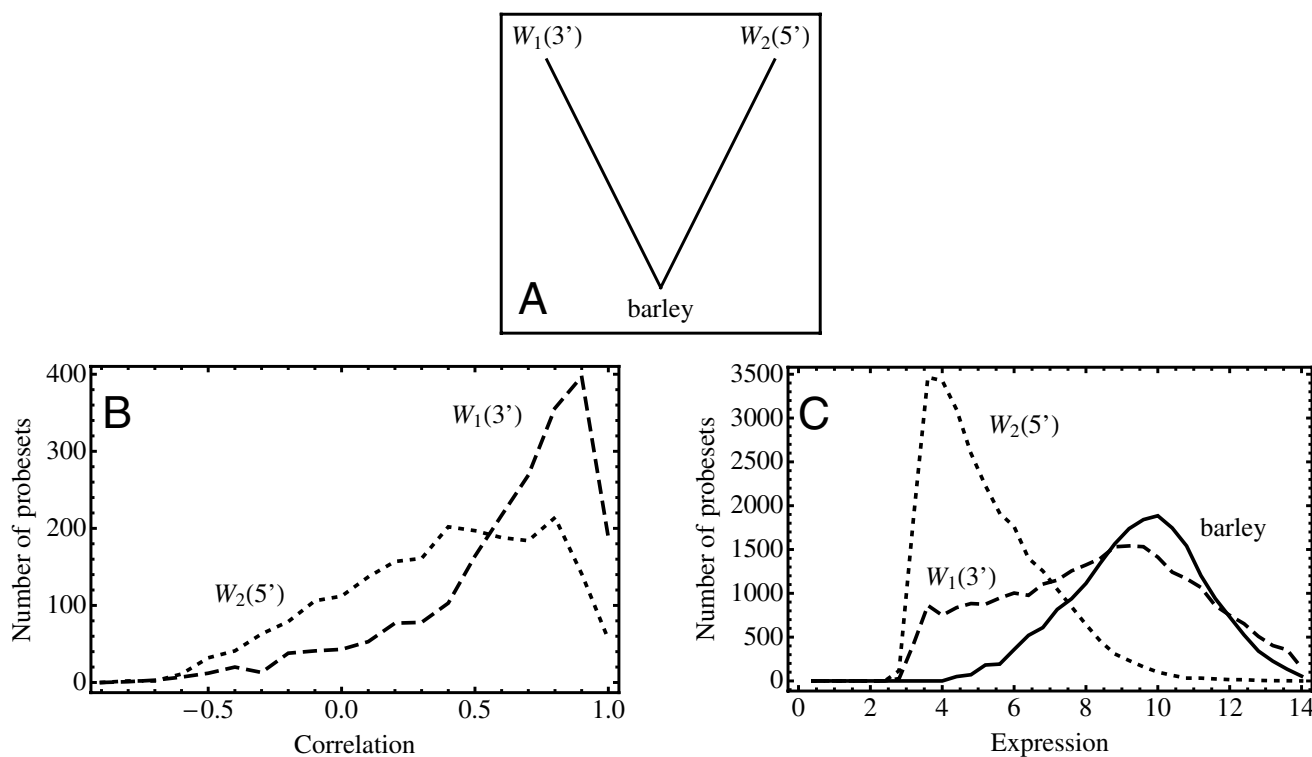 W₁(3’) W₂(5’)
A
barley
B
W₁(3’)
W₂(5’)
Number of probesets
400
300
200
100
0
−0.5 0.0 0.5 1.0
Correlation
C
W₂(5’)
barley
W₁(3’)
Number of probesets
3500
3000
2500
2000
1500
1000
500
0
0 2 4 6 8 10 12 14
Expression